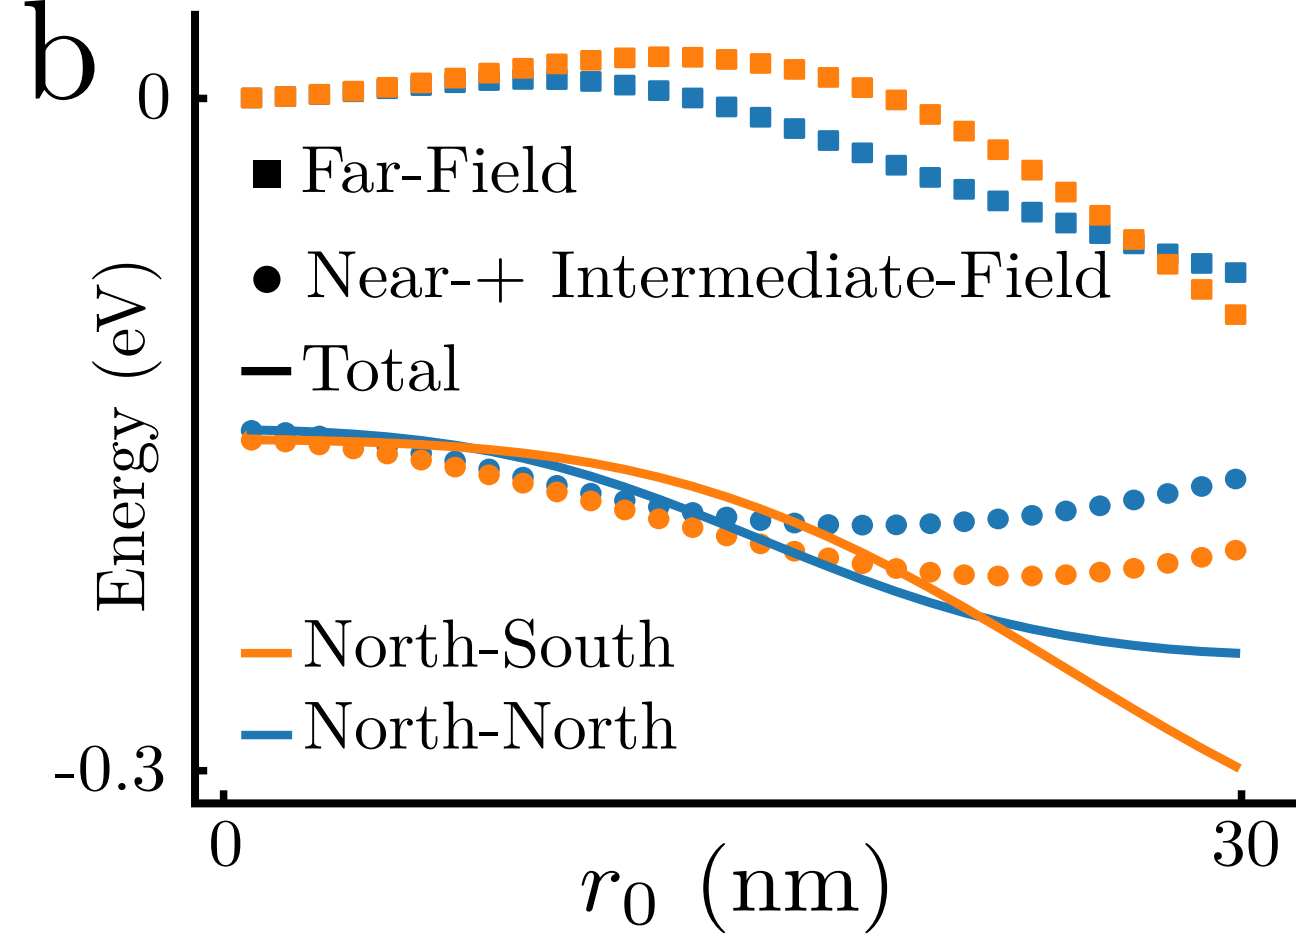 b
0
Far-Field
Near-+ Intermediate-Field
Total
Energy (eV)
North-South
North-North
-0.3
0
30
r₀ (nm)